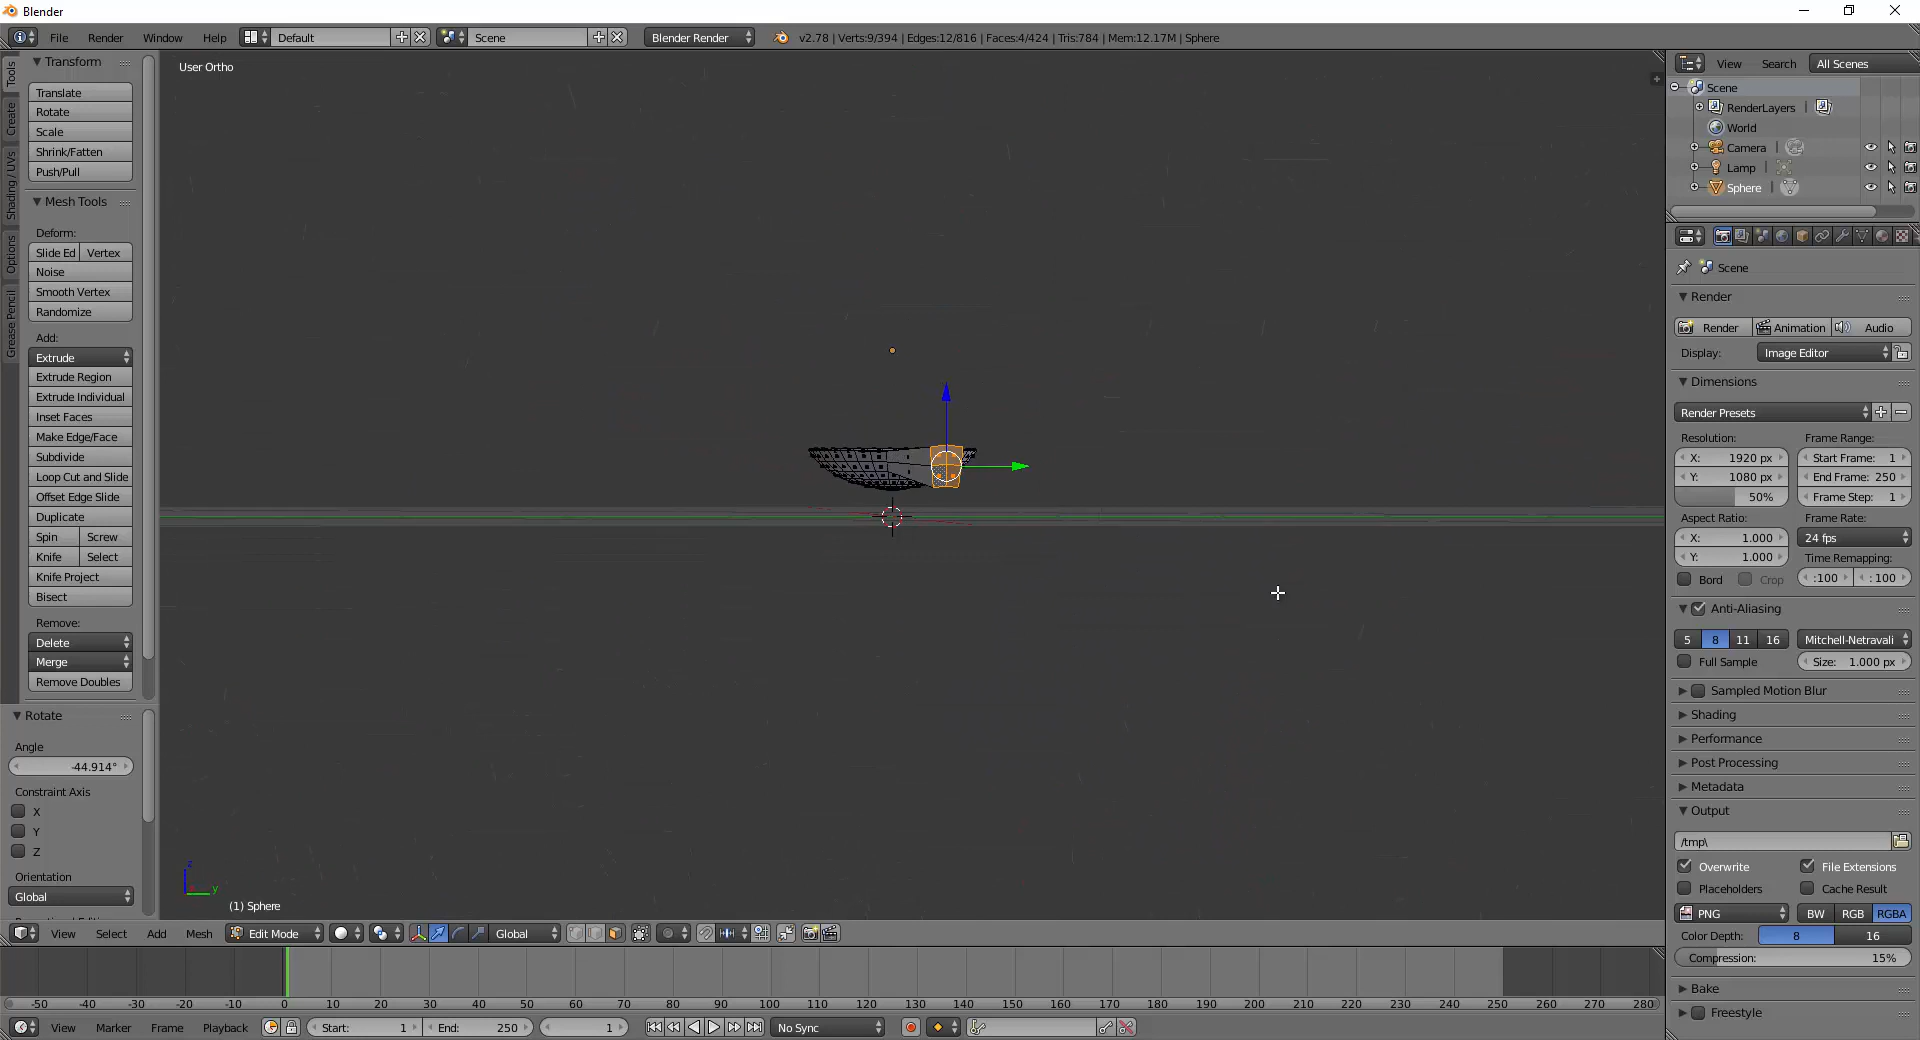 Blender
File Render Window Help Default Scene Blender Render v2.78 | Verts:9/394 | Edges:12/816 | Faces:4/424 | Tris:784 | Mem:12.17M | Sphere
Tools
Create
Shading / UVs
Options
Grease Pencil
Transform
Translate
Rotate
Scale
Shrink/Fatten
Push/Pull
Mesh Tools
Deform:
Slide Ed Vertex
Noise
Smooth Vertex
Randomize
Add:
Extrude
Extrude Region
Extrude Individual
Inset Faces
Make Edge/Face
Subdivide
Loop Cut and Slide
Offset Edge Slide
Duplicate
Spin Screw
Knife Select
Knife Project
Bisect
Remove:
Delete
Merge
Remove Doubles
Rotate
Angle
-44.914°
Constraint Axis
X
Y
Z
Orientation
Global
User Ortho
z
y
(1) Sphere
View Select Add Mesh Edit Mode Global
-50 -40 -30 -20 -10 0 10 20 30 40 50 60 70 80 90 100 110 120 130 140 150 160 170 180 190 200 210 220 230 240 250 260 270 280
View Marker Frame Playback Start: 1 End: 250 1 No Sync
View Search All Scenes
Scene
RenderLayers
World
Camera
Lamp
Sphere
Scene
Render
Render Animation Audio
Display: Image Editor
Dimensions
Render Presets
Resolution: Frame Range:
X: 1920 px Start Frame: 1
Y: 1080 px End Frame: 250
50% Frame Step: 1
Aspect Ratio: Frame Rate:
X: 1.000 24 fps
Y: 1.000 Time Remapping:
Bord Crop :100 : 100
Anti-Aliasing
5 8 11 16 Mitchell-Netravali
Full Sample Size: 1.000 px
Sampled Motion Blur
Shading
Performance
Post Processing
Metadata
Output
/tmp\
Overwrite File Extensions
Placeholders Cache Result
PNG BW RGB RGBA
Color Depth: 8 16
Compression: 15%
Bake
Freestyle